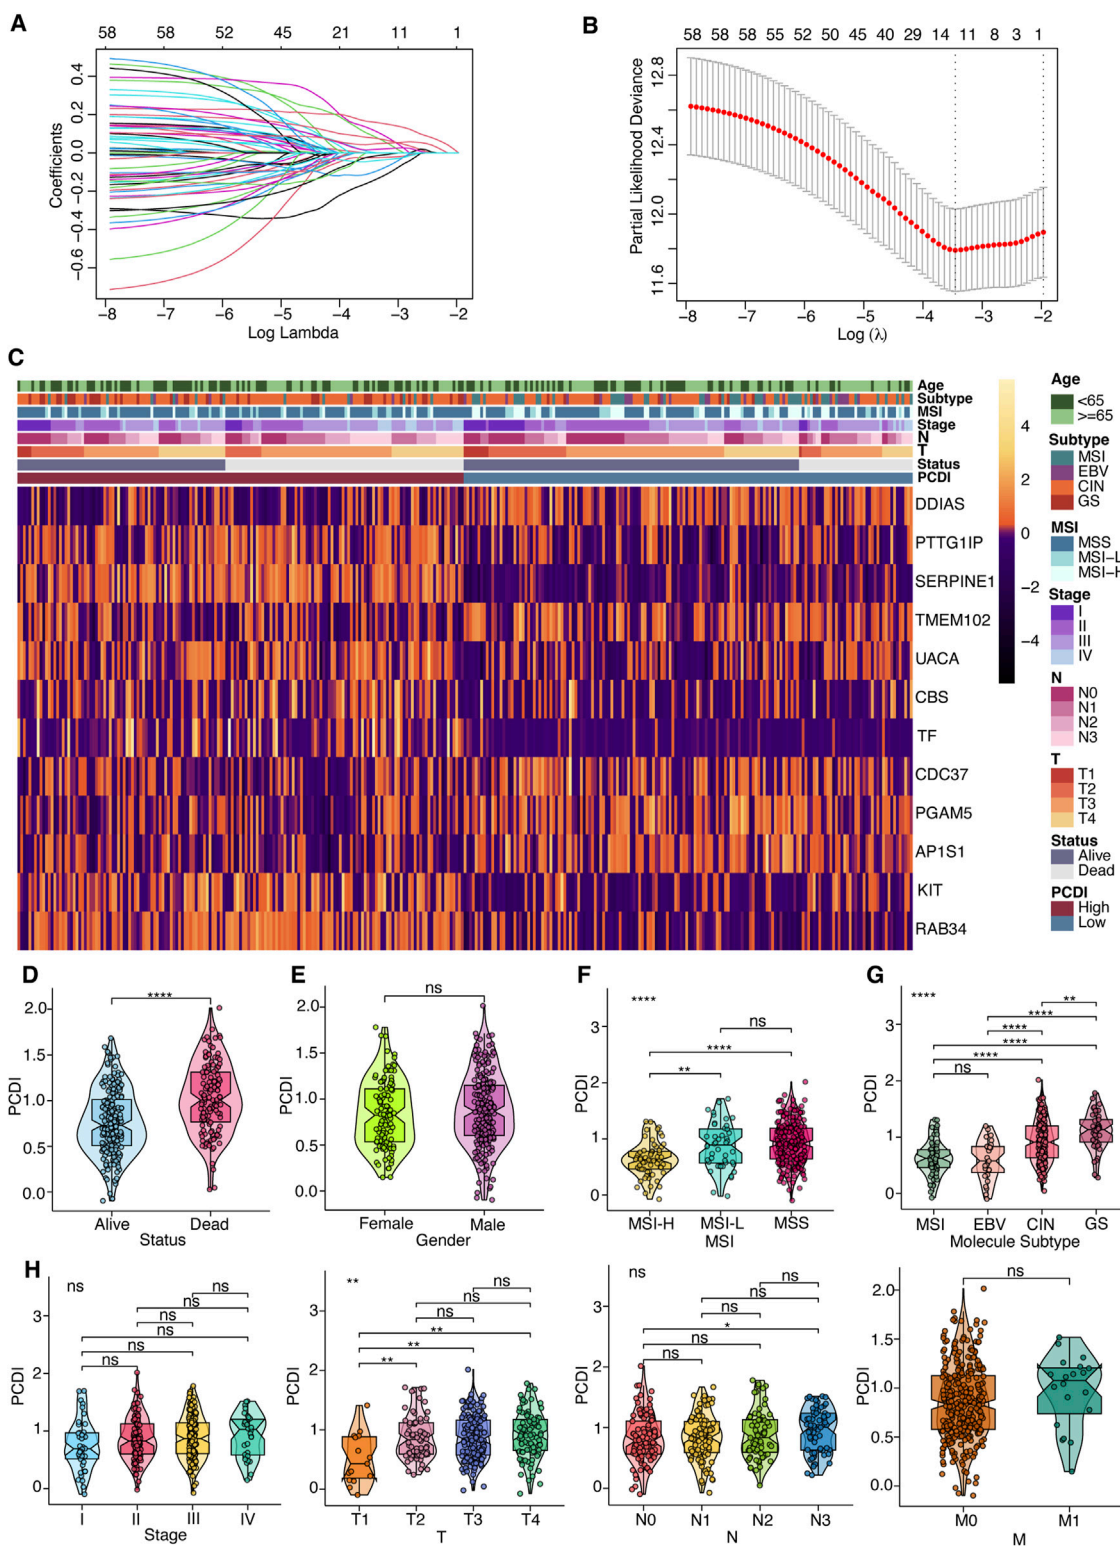 A
58 58 52 45 21 11 1
Coefficients
0.4
0.2
0.0
−0.2
−0.4
−0.6
−8 −7 −6 −5 −4 −3 −2
Log Lambda
B
58 58 58 55 52 50 45 40 29 14 11 8 3 1
Partial Likelihood Deviance
12.8
12.4
12.0
11.6
−8 −7 −6 −5 −4 −3 −2
Log (λ)
C
Age
Subtype
MSI
Stage
N
T
Status
PCDI
DDIAS
PTTG1IP
SERPINE1
TMEM102
UACA
CBS
TF
CDC37
PGAM5
AP1S1
KIT
RAB34
4
2
0
−2
−4
Age
<65
>=65
Subtype
MSI
EBV
CIN
GS
MSI
MSS
MSI−L
MSI−H
Stage
I
II
III
IV
N
N0
N1
N2
N3
T
T1
T2
T3
T4
Status
Alive
Dead
PCDI
High
Low
D
****
PCDI
2.0
1.5
1.0
0.5
0.0
Alive Dead
Status
E
ns
PCDI
2.0
1.5
1.0
0.5
0.0
Female Male
Gender
F
****
ns
****
**
PCDI
3
2
1
0
MSI−H MSI−L MSS
MSI
G
****
**
****
****
****
****
ns
PCDI
3
2
1
0
MSI EBV CIN GS
Molecule Subtype
H
ns
ns
ns
ns
ns
ns
ns
PCDI
3
2
1
0
I II III IV
Stage
**
ns
ns
ns
**
**
**
PCDI
3
2
1
0
T1 T2 T3 T4
T
ns
ns
ns
ns
*
ns
ns
PCDI
3
2
1
0
N0 N1 N2 N3
N
ns
PCDI
2.0
1.5
1.0
0.5
0.0
M0 M1
M